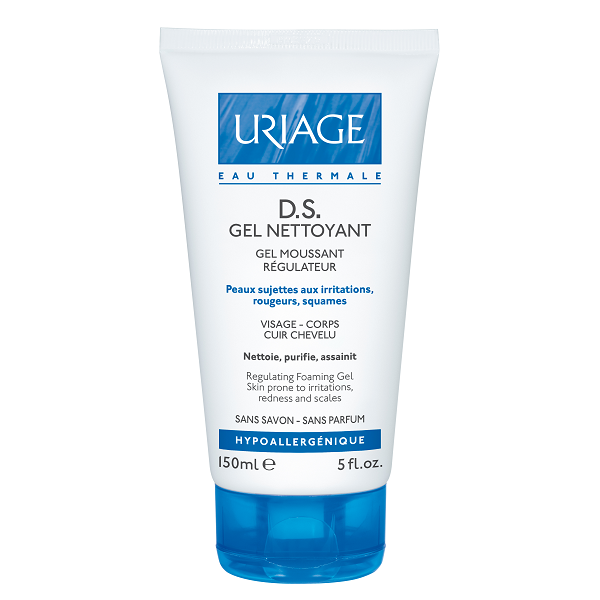 URIAGE
EAU THERMALE
D.S.
GEL NETTOYANT
GEL MOUSSANT
RÉGULATEUR
Peaux sujettes aux irritations,
rougeurs, squames
VISAGE – CORPS
CUIR CHEVELU
Nettoie, purifie, assainit
Regulating Foaming Gel
Skin prone to irritations,
redness and scales
SANS SAVON – SANS PARFUM
HYPOALLERGÉNIQUE
150ml e 5 fl.oz.